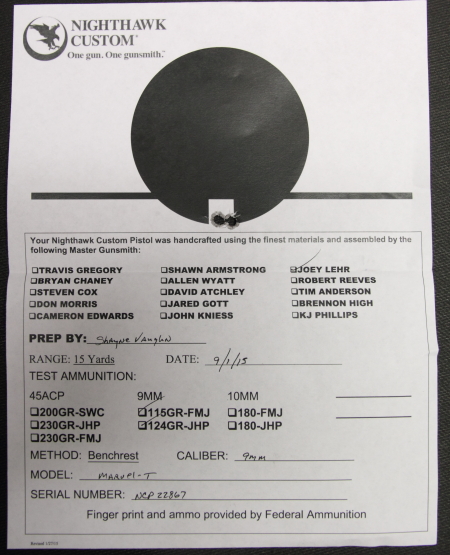 NIGHTHAWK
CUSTOM
One gun. One gunsmith.™
Your Nighthawk Custom Pistol was handcrafted using the finest materials and assembled by the
following Master Gunsmith:
TRAVIS GREGORY SHAWN ARMSTRONG JOEY LEHR
BRYAN CHANEY ALLEN WYATT ROBERT REEVES
STEVEN COX DAVID ATCHLEY TIM ANDERSON
DON MORRIS JARED GOTT BRENNON HIGH
CAMERON EDWARDS JOHN KNIESS KJ PHILLIPS
PREP BY: Shayne Vaughn
RANGE: 15 Yards DATE: 9/1/15
TEST AMMUNITION:
45ACP 9MM 10MM
200GR-SWC 115GR-FMJ 180-FMJ
230GR-JHP 124GR-JHP 180-JHP
230GR-FMJ
METHOD: Benchrest CALIBER: 9mm
MODEL:
SERIAL NUMBER: NCP 22867
Finger print and ammo provided by Federal Ammunition